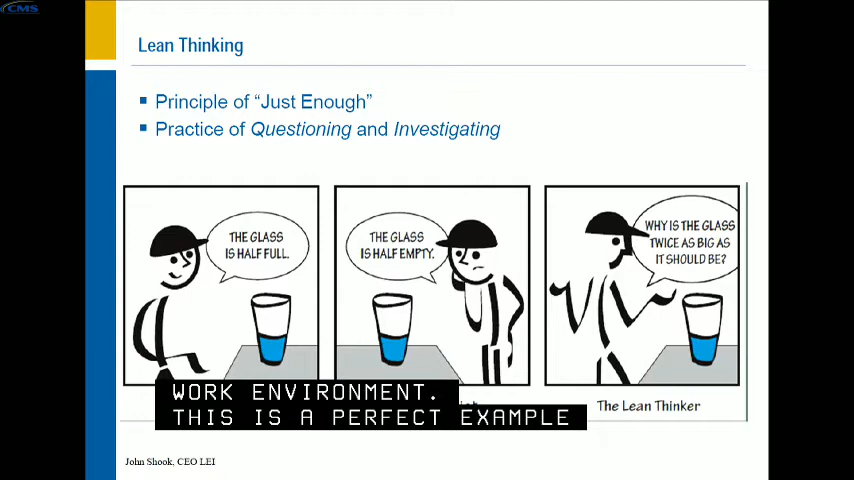 CMS
Lean Thinking
Principle of “Just Enough”
Practice of Questioning and Investigating
THE GLASS
IS HALF FULL.
THE GLASS
IS HALF EMPTY.
WHY IS THE GLASS
TWICE AS BIG AS
IT SHOULD BE?
WORK ENVIRONMENT.
THIS IS A PERFECT EXAMPLE
The Lean Thinker
John Shook, CEO LEI